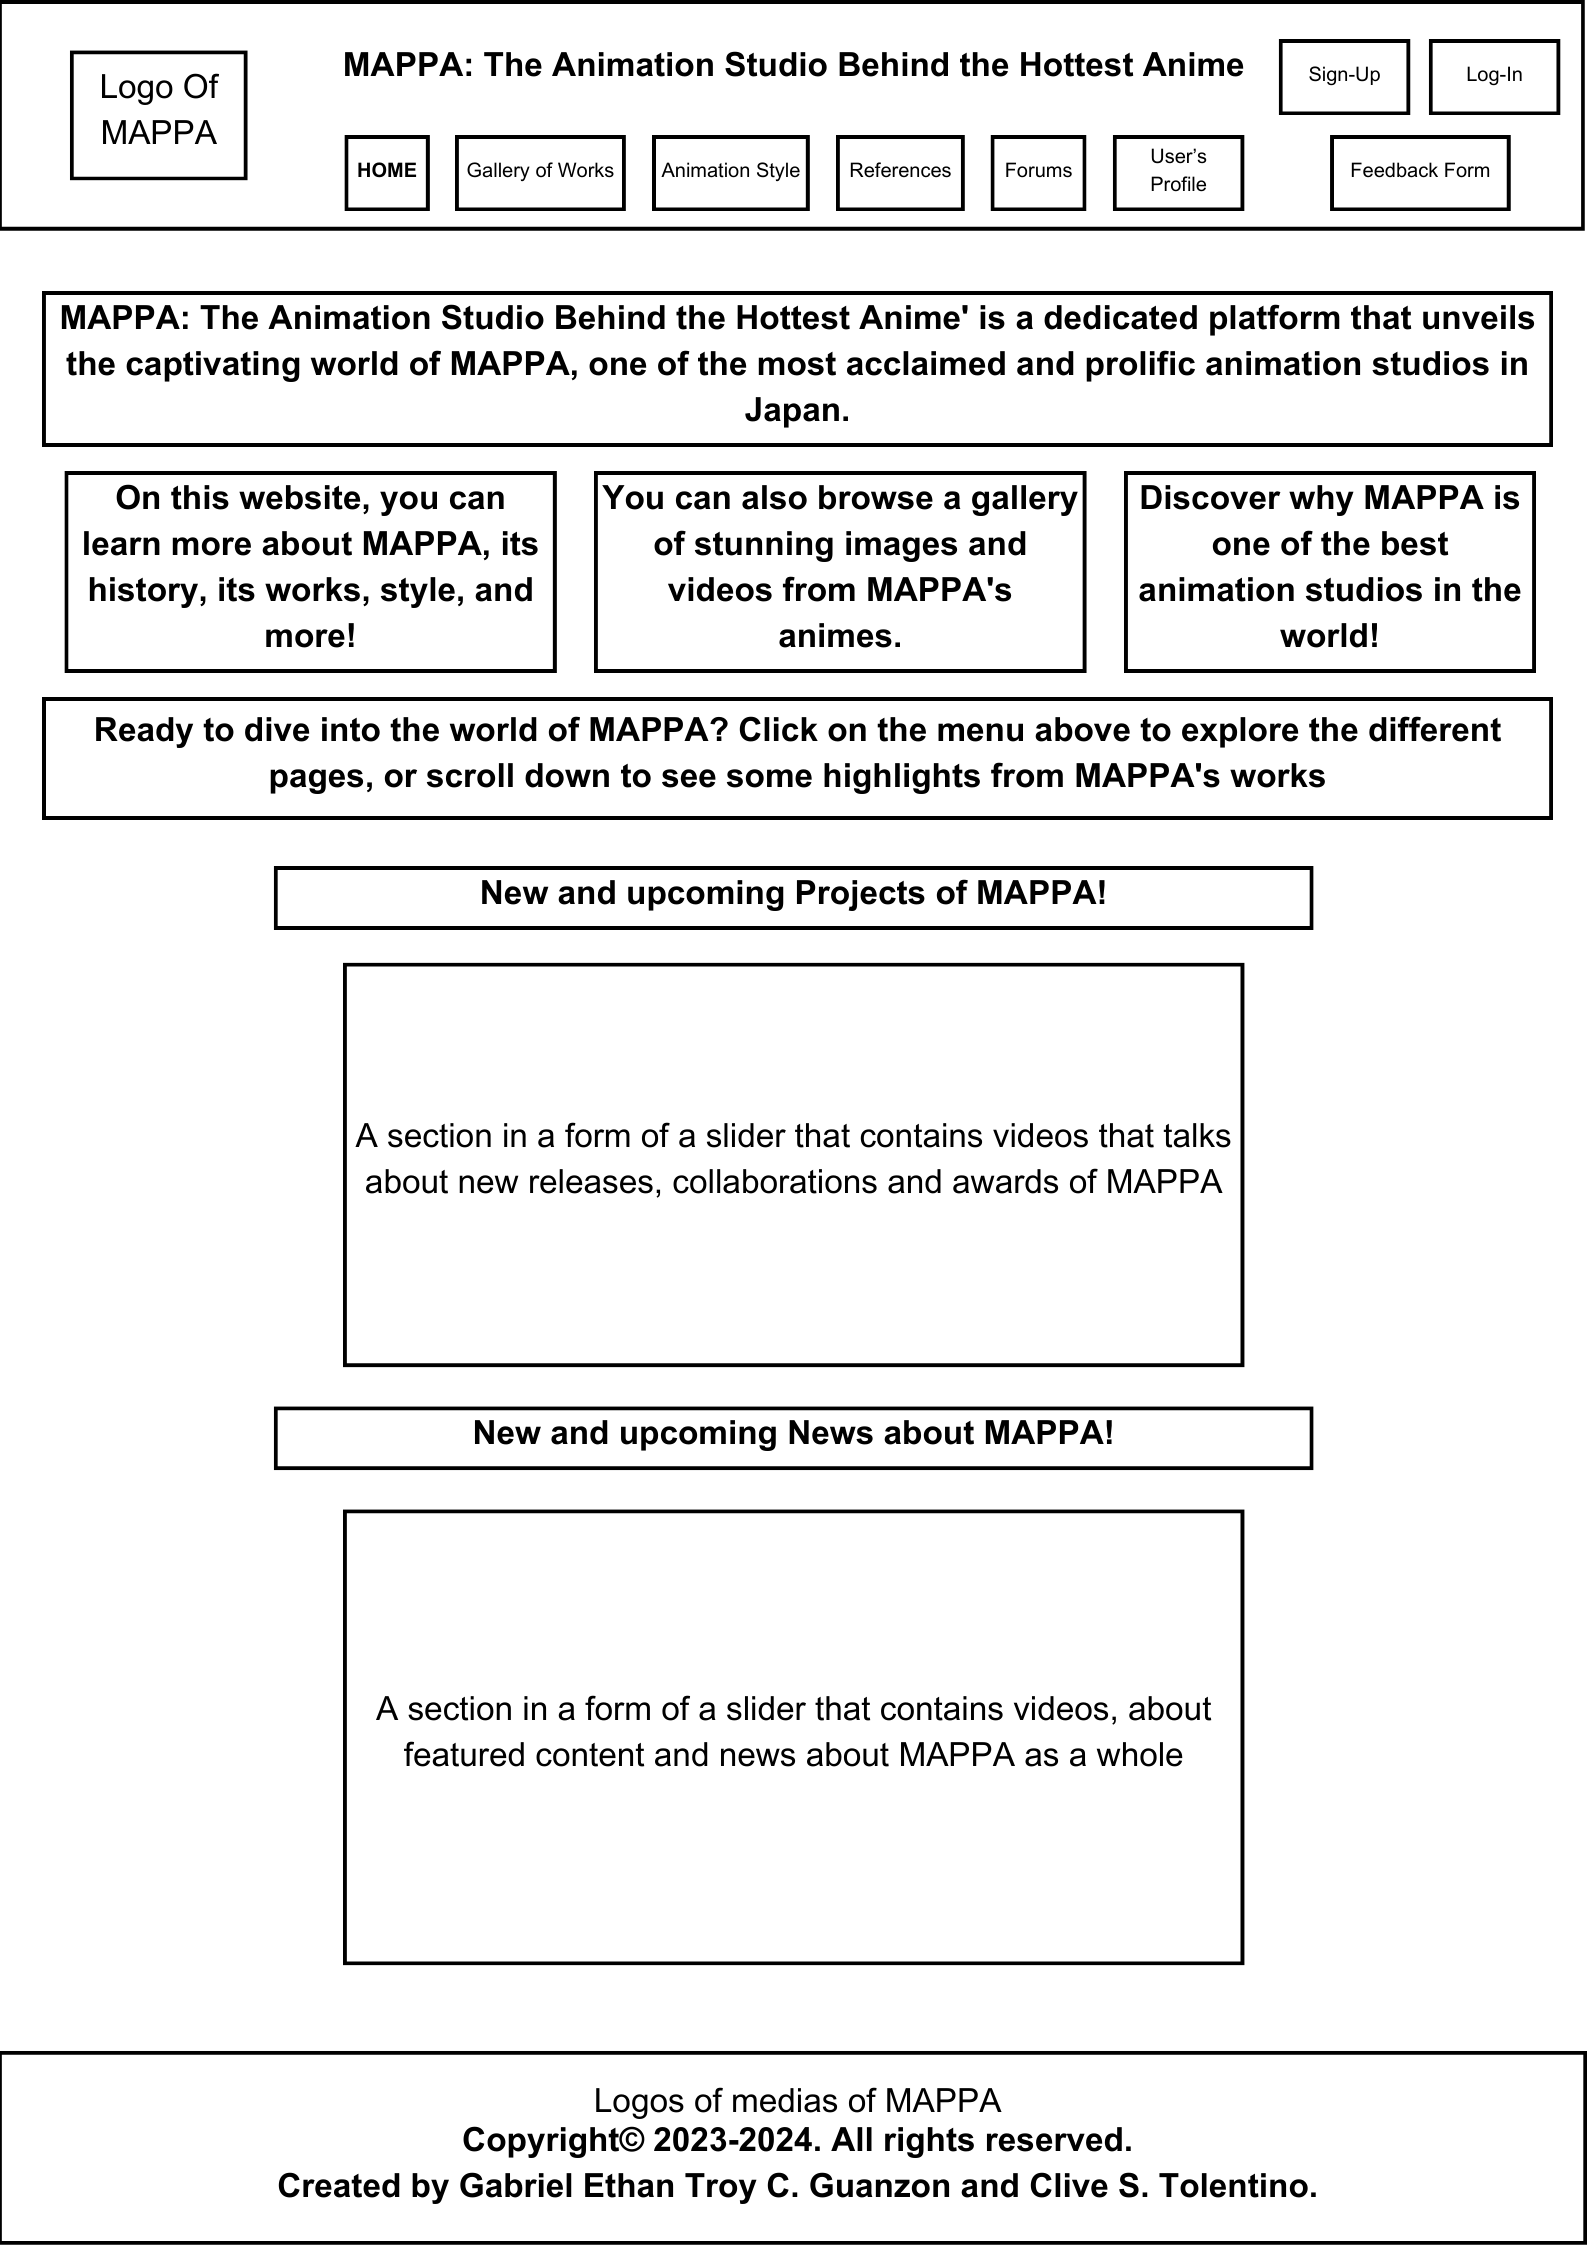 Logo Of
MAPPA
MAPPA: The Animation Studio Behind the Hottest Anime
Sign-Up
Log-In
HOME
Gallery of Works
Animation Style
References
Forums
User’s
Profile
Feedback Form
MAPPA: The Animation Studio Behind the Hottest Anime' is a dedicated platform that unveils
the captivating world of MAPPA, one of the most acclaimed and prolific animation studios in
Japan.
On this website, you can
learn more about MAPPA, its
history, its works, style, and
more!
You can also browse a gallery
of stunning images and
videos from MAPPA's
animes.
Discover why MAPPA is
one of the best
animation studios in the
world!
Ready to dive into the world of MAPPA? Click on the menu above to explore the different
pages, or scroll down to see some highlights from MAPPA's works
New and upcoming Projects of MAPPA!
A section in a form of a slider that contains videos that talks
about new releases, collaborations and awards of MAPPA
New and upcoming News about MAPPA!
A section in a form of a slider that contains videos, about
featured content and news about MAPPA as a whole
Logos of medias of MAPPA
Copyright© 2023-2024. All rights reserved.
Created by Gabriel Ethan Troy C. Guanzon and Clive S. Tolentino.